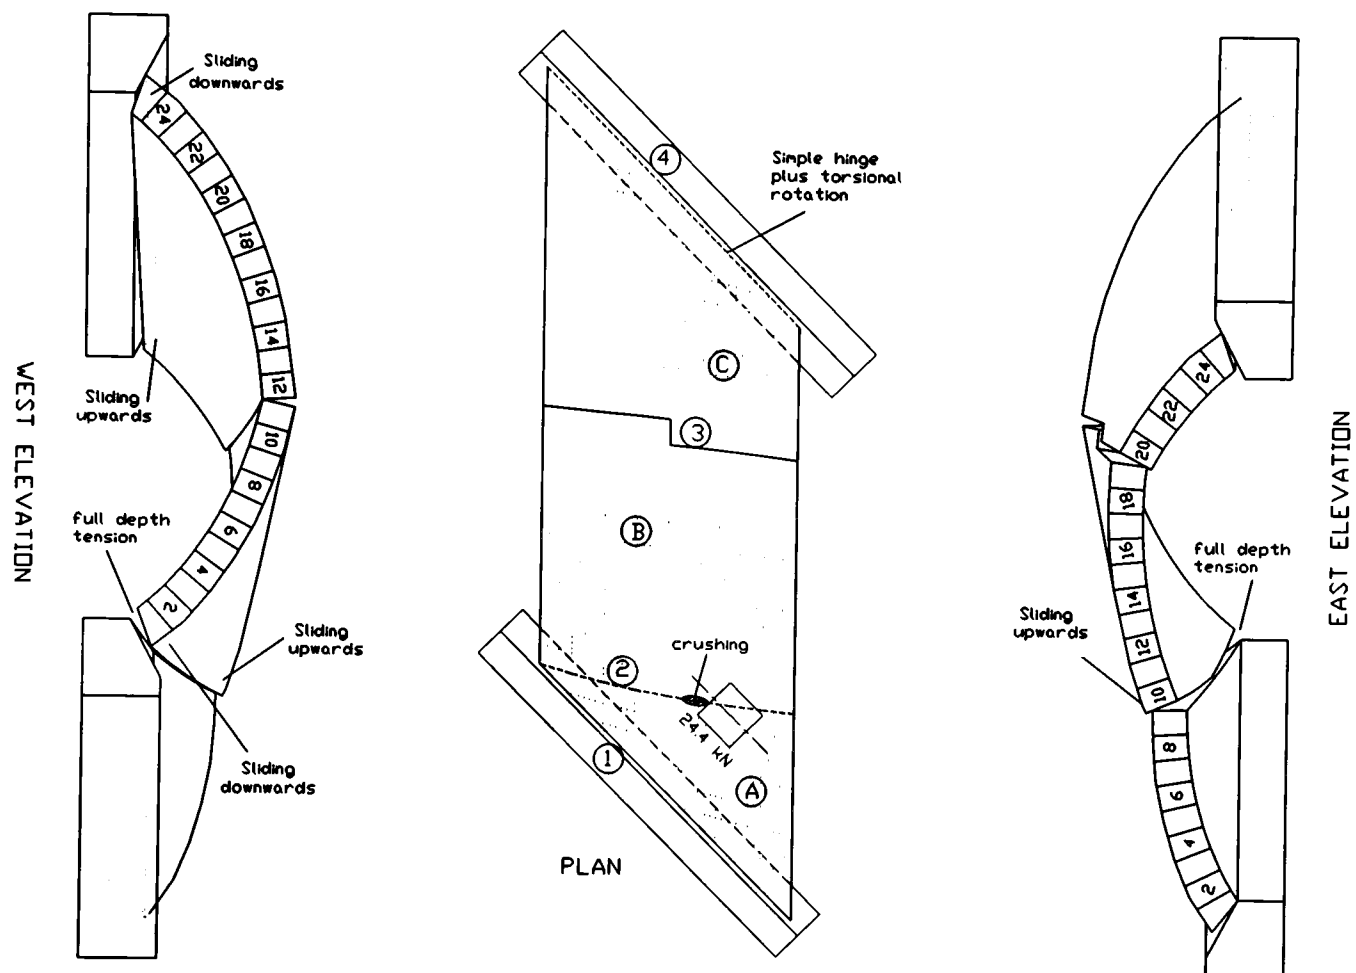 WEST ELEVATION
Sliding
downwards
24
22
20
18
16
14
12
10
8
6
4
2
Sliding
upwards
full depth
tension
Sliding
upwards
Sliding
downwards
4
Simple hinge
plus torsional
rotation
C
3
B
2
crushing
24.4 kN
1
A
PLAN
24
22
20
18
16
14
12
10
8
6
4
2
full depth
tension
Sliding
upwards
EAST ELEVATION